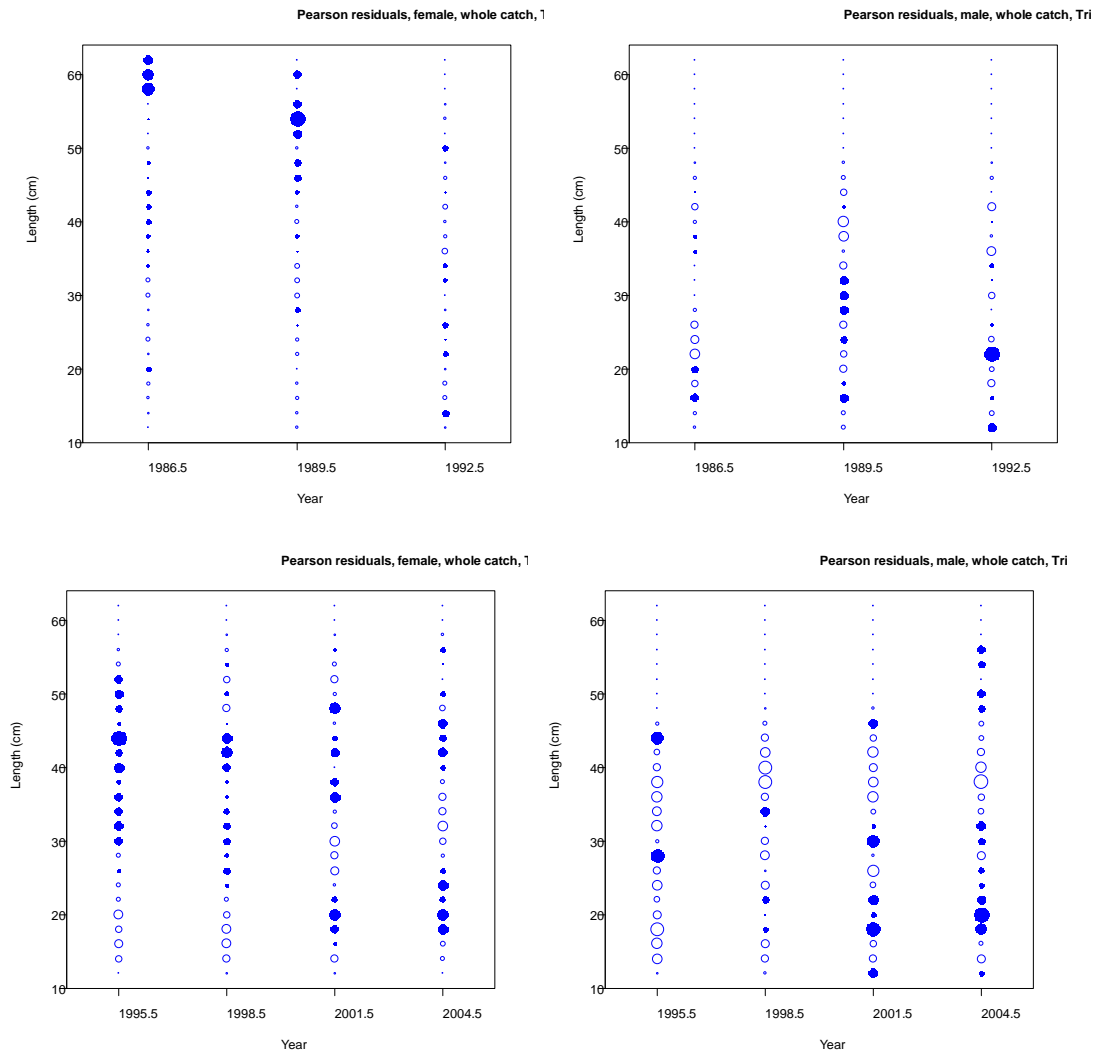 Pearson residuals, female, whole catch, T
Length (cm)
60
50
40
30
20
10
1986.5 1989.5 1992.5
Year
Pearson residuals, male, whole catch, Tri
Length (cm)
60
50
40
30
20
10
1986.5 1989.5 1992.5
Year
Pearson residuals, female, whole catch, T
Length (cm)
60
50
40
30
20
10
1995.5 1998.5 2001.5 2004.5
Year
Pearson residuals, male, whole catch, Tri
Length (cm)
60
50
40
30
20
10
1995.5 1998.5 2001.5 2004.5
Year